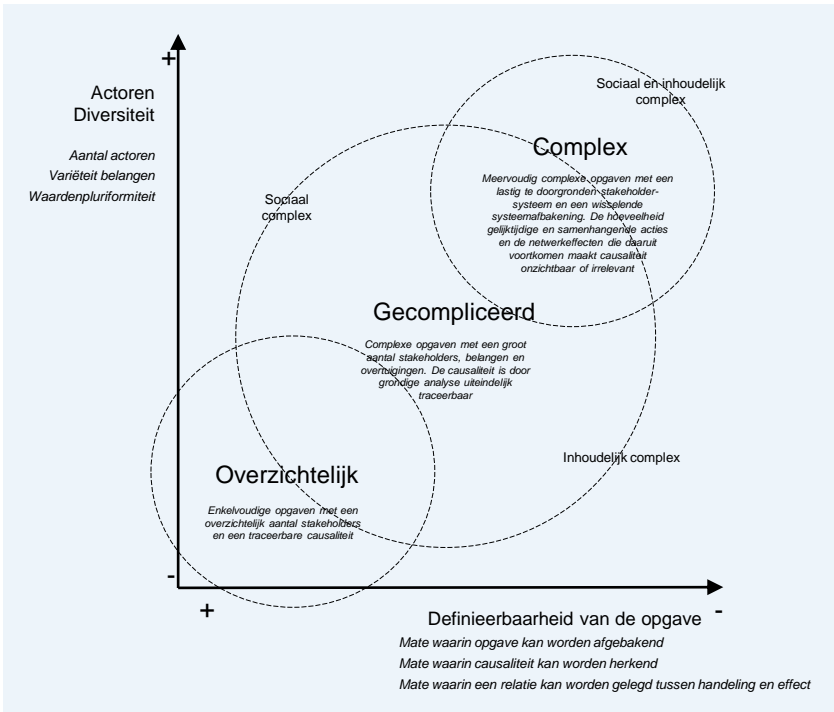 +
Actoren
Diversiteit
Aantal actoren
Variëteit belangen
Waardenpluriformiteit
Sociaal en inhoudelijk
complex
Complex
Meervoudig complexe opgaven met een
lastig te doorgronden stakeholder-
systeem en een wisselende
systeemafbakening. De hoeveelheid
gelijktijdige en samenhangende acties
en de netwerkeffecten die daaruit
voortkomen maakt causaliteit
onzichtbaar of irrelevant
Sociaal
complex
Gecompliceerd
Complexe opgaven met een groot
aantal stakeholders, belangen en
overtuigingen. De causaliteit is door
grondige analyse uiteindelijk
traceerbaar
Inhoudelijk complex
Overzichtelijk
Enkelvoudige opgaven met een
overzichtelijk aantal stakeholders
en een traceerbare causaliteit
-
+
Definieerbaarheid van de opgave -
Mate waarin opgave kan worden afgebakend
Mate waarin causaliteit kan worden herkend
Mate waarin een relatie kan worden gelegd tussen handeling en effect